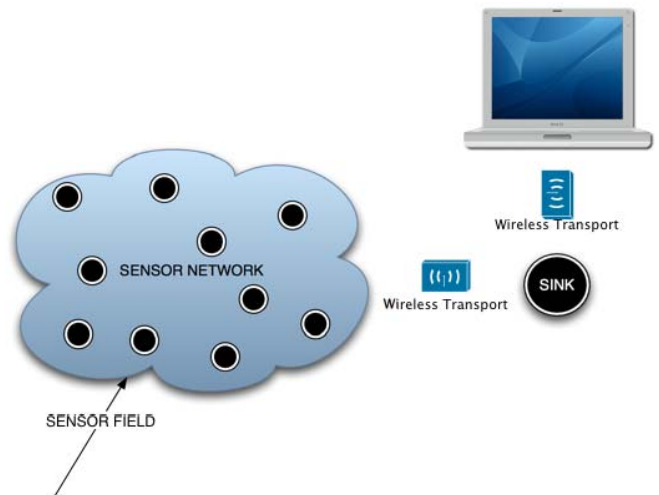 Wireless Transport
SENSOR NETWORK
SINK
Wireless Transport
SENSOR FIELD